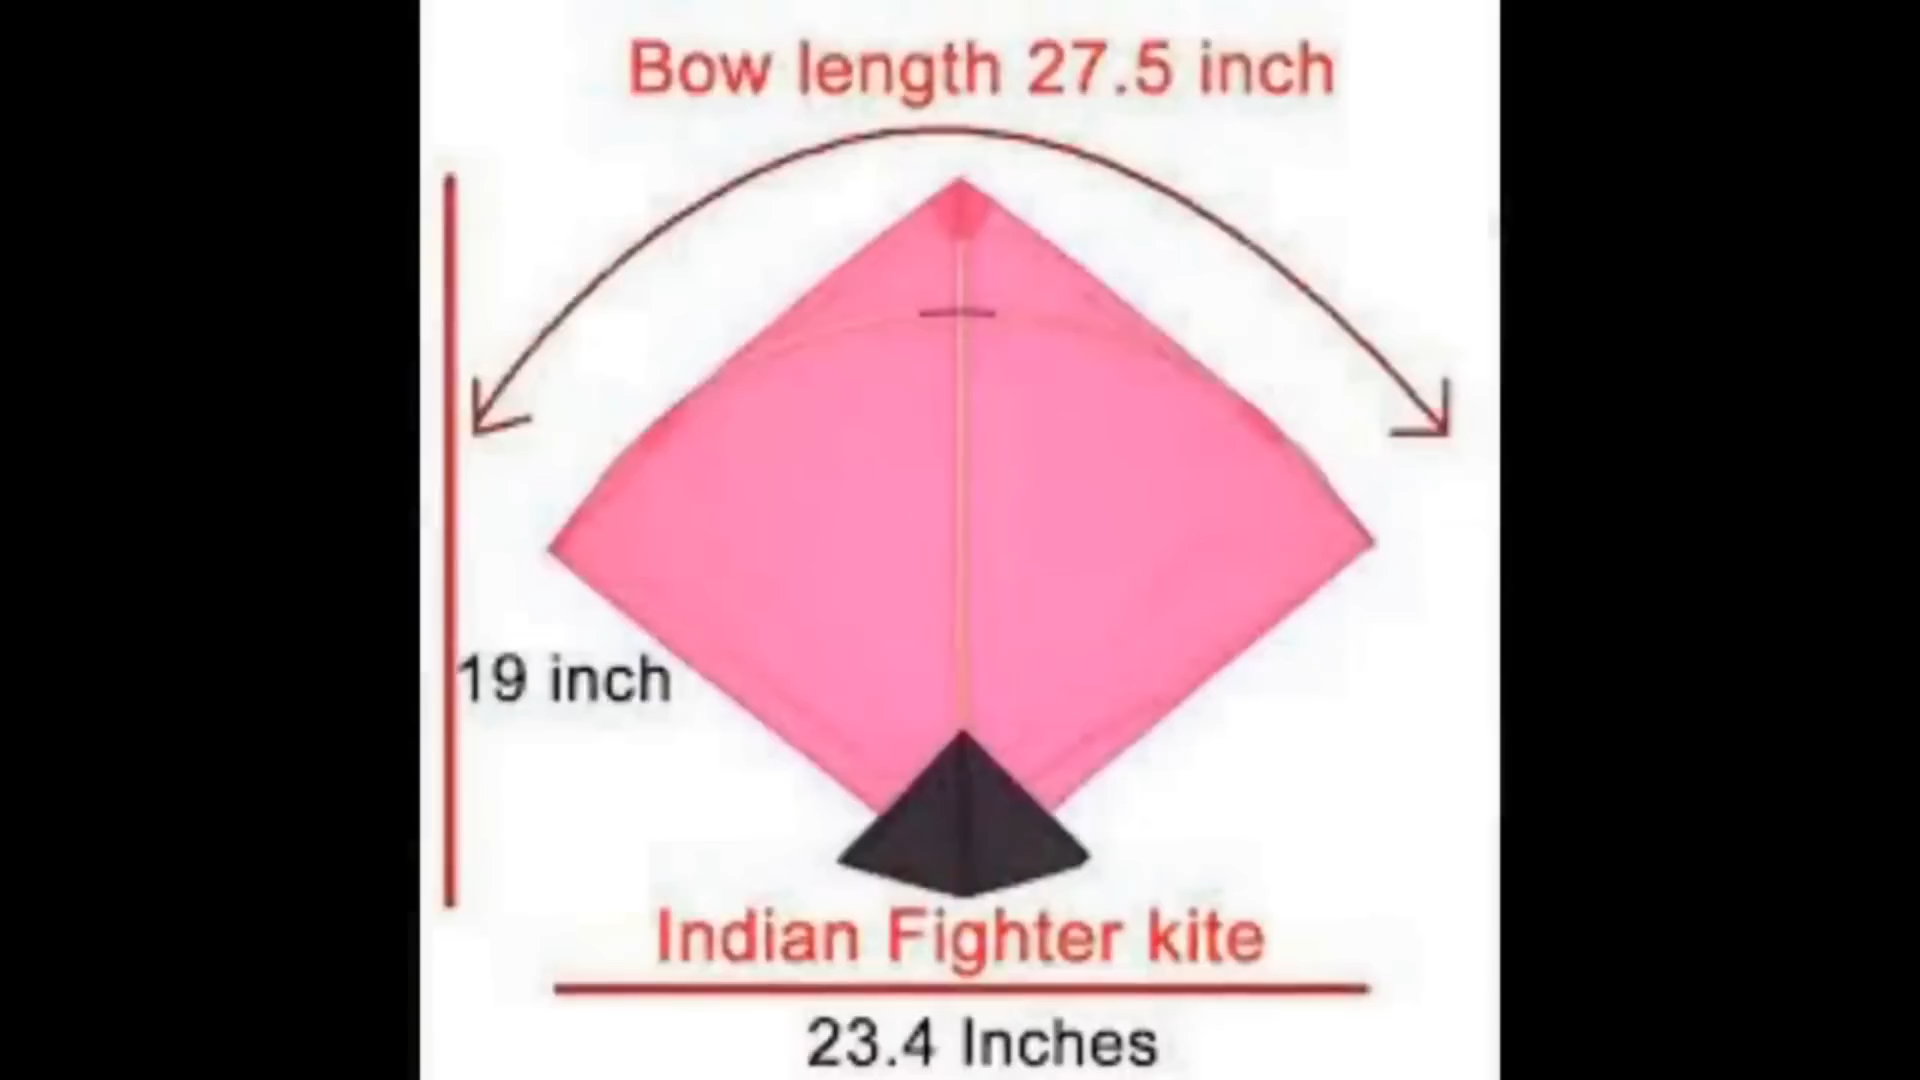 Bow length 27.5 inch
19 inch
Indian Fighter kite
23.4 Inches